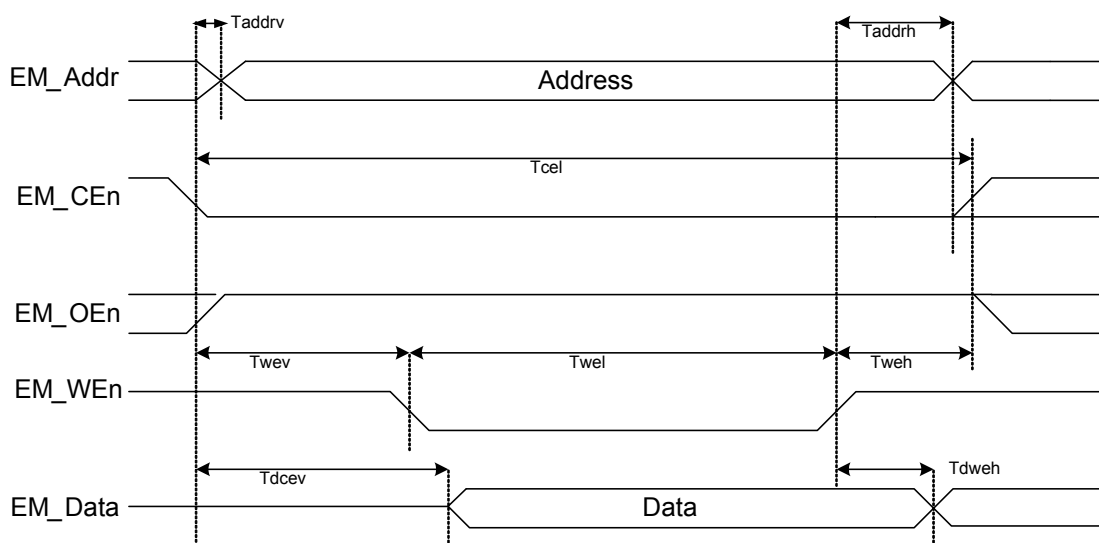 Taddrv
Taddrh
EM_Addr
Address
Tcel
EM_CEn
EM_OEn
Twev
Twel
Tweh
EM_WEn
Tdcev
Tdweh
EM_Data
Data